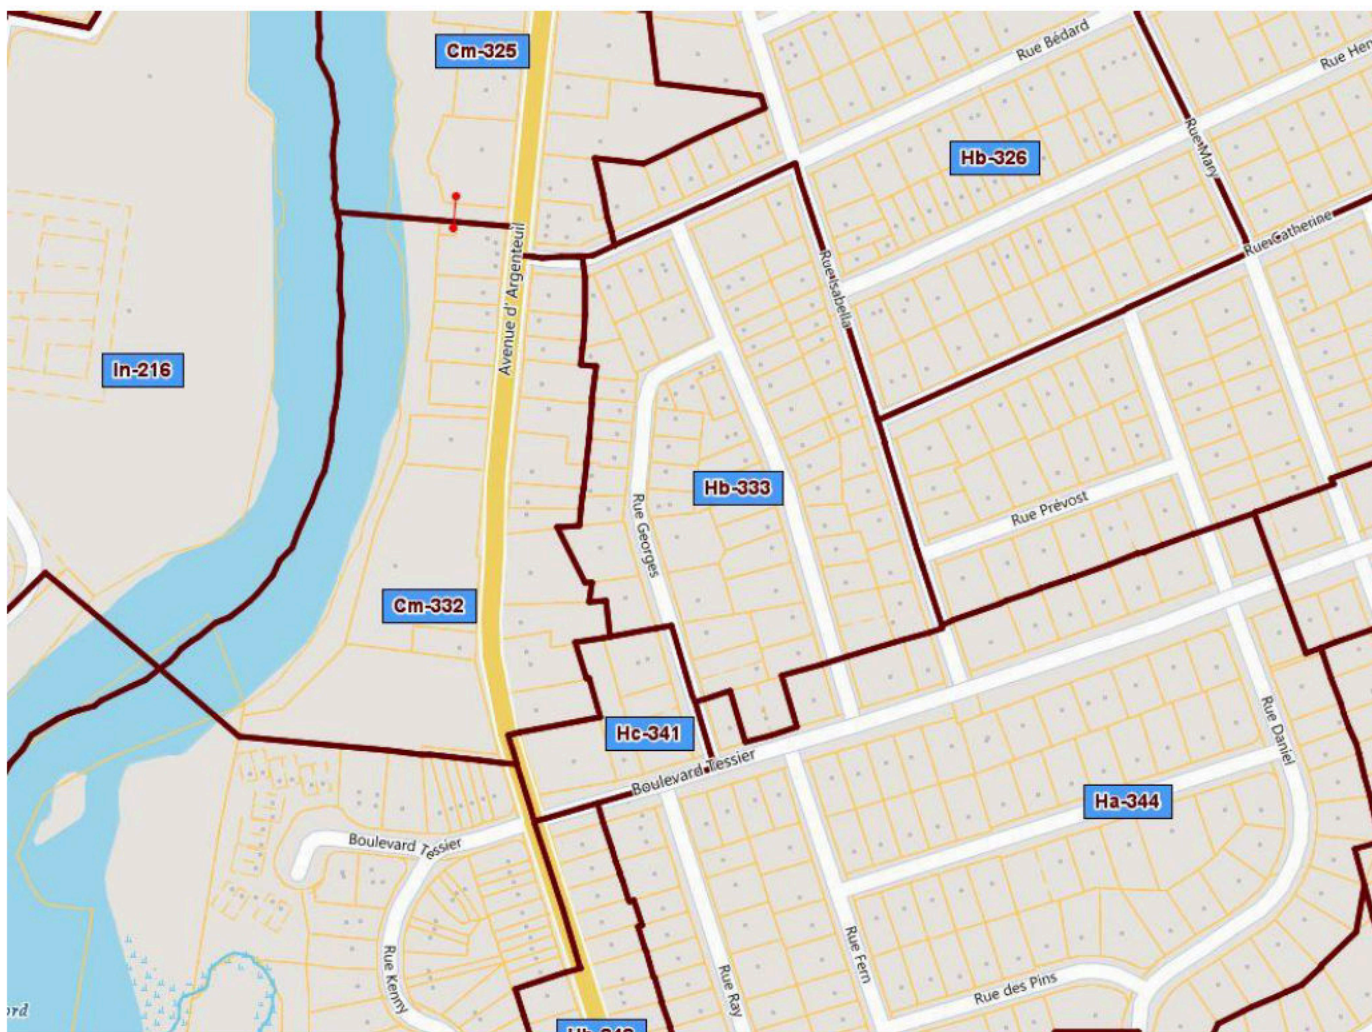 Cm-325
Rue Bédard
Rue Hen
Rue Mary
Hb-326
Rue Catherine
Avenue d' Argenteuil
Rue Isabella
In-216
Hb-333
Rue Prévost
Rue Georges
Cm-332
Hc-341
Boulevard Tessier
Rue Daniel
Ha-344
Boulevard Tessier
Rue Kenny
Rue Ray
Rue Fern
Rue des Pins
ord